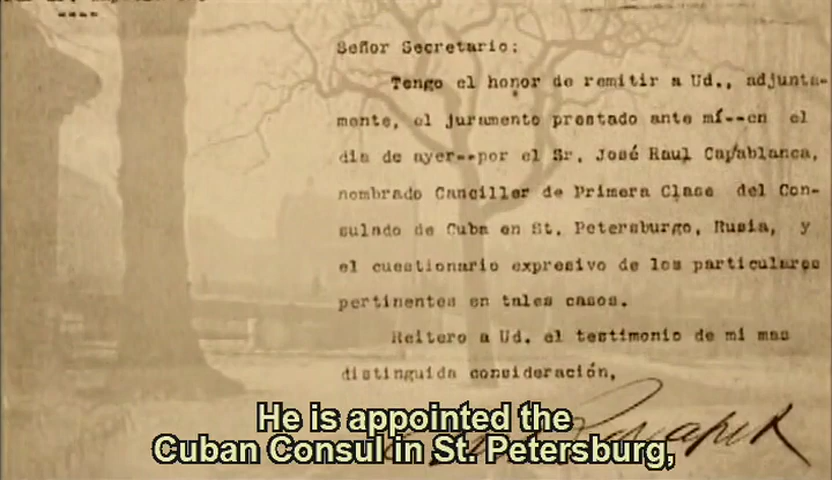 Señor Secretario:
Tengo el honor de remitir a Ud., adjunta-
mente, el juramento prestado ante mí--en el
día de ayer--por el Sr. José Raul Capablanca,
nombrado Canciller de Primera Clase del Con-
sulado de Cuba en St. Petersburgo, Rusia, y
el cuestionario expresivo de los particulares
pertinentes en tales casos.
Reitero a Ud. el testimonio de mi mas
distinguida consideración,
He is appointed the
Cuban Consul in St. Petersburg,